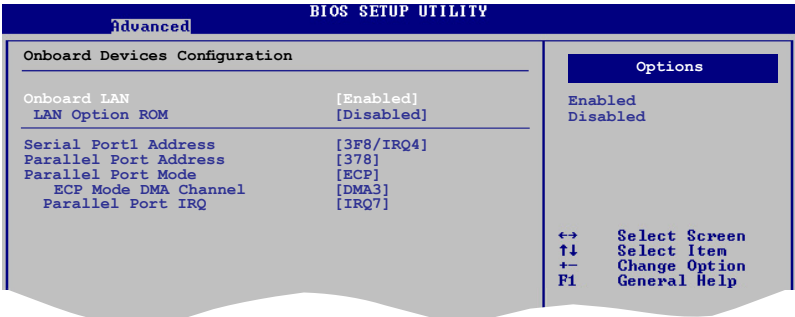 BIOS SETUP UTILITY
Advanced
Onboard Devices Configuration
Onboard LAN [Enabled]
LAN Option ROM [Disabled]
Serial Port1 Address [3F8/IRQ4]
Parallel Port Address [378]
Parallel Port Mode [ECP]
ECP Mode DMA Channel [DMA3]
Parallel Port IRQ [IRQ7]
Options
Enabled
Disabled
←→ Select Screen
↑↓ Select Item
+- Change Option
F1 General Help